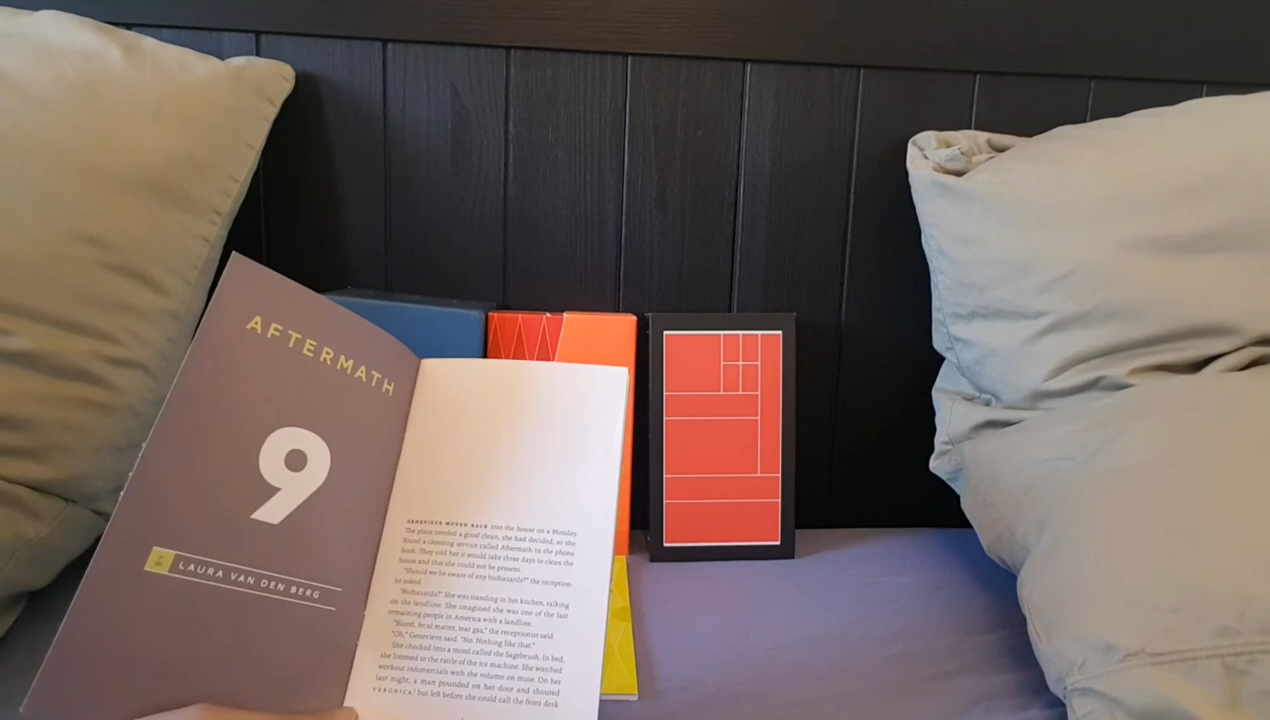 AFTERMATH
9
BY
LAURA VAN DEN BERG
GENEVIEVE MOVED BACK into the house on a Monday.
The place needed a good clean, she had decided, so she
found a cleaning service called Aftermath in the phone
book. They told her it would take three days to clean the
house and that she could not be present.
"Should we be aware of any biohazards?" the reception-
ist asked.
"Biohazards?" She was standing in her kitchen, talking
on the landline. She imagined she was one of the last
remaining people in America with a landline.
"Blood, fecal matter, tear gas," the receptionist said.
"Oh," Genevieve said. "No. Nothing like that."
She checked into a motel called the Sagebrush. In bed,
she listened to the rattle of the ice machine. She watched
workout infomercials with the volume on mute. On her
last night, a man pounded on her door and shouted
VERONICA! but left before she could call the front desk